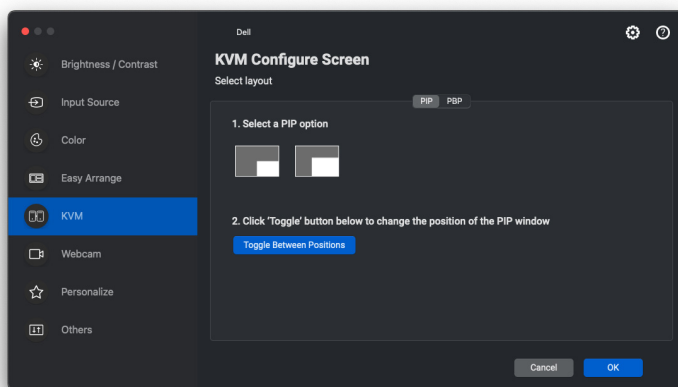 Dell
Brightness / Contrast
Input Source
Color
Easy Arrange
KVM
Webcam
Personalize
Others
KVM Configure Screen
Select layout
PIP PBP
1. Select a PIP option
2. Click 'Toggle' button below to change the position of the PIP window
Toggle Between Positions
Cancel OK